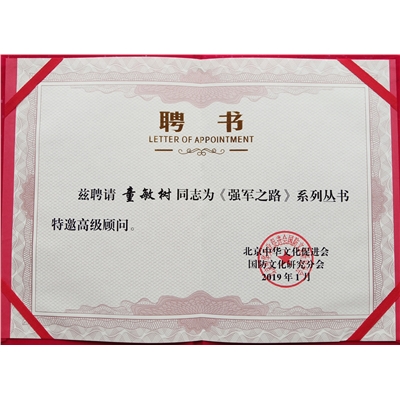 聘书
LETTER OF APPOINTMENT
兹聘请 童敏树 同志为《强军之路》系列丛书
特邀高级顾问。
北京中华文化促进会
国防文化研究分会
2019年1月